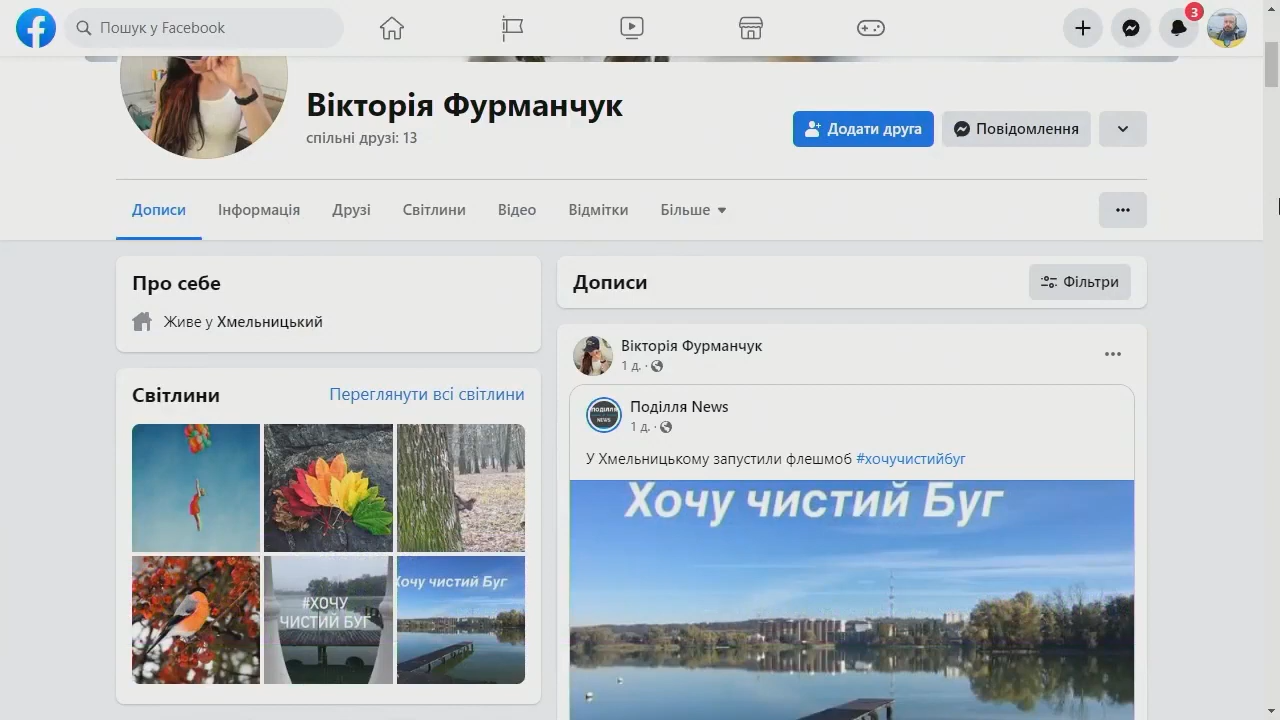 Пошук у Facebook
3
Вікторія Фурманчук
спільні друзі: 13
Додати друга
Повідомлення
Дописи
Інформація
Друзі
Світлини
Відео
Відмітки
Більше
Про себе
Живе у Хмельницький
Світлини
Переглянути всі світлини
#ХОЧУ
ЧИСТИЙ БУГ
Хочу чистий Буг
Дописи
Фільтри
Вікторія Фурманчук
1 д.
ПОДІЛЛЯ
NEWS
Поділля News
1 д.
У Хмельницькому запустили флешмоб #хочучистийбуг
Хочу чистий Буг